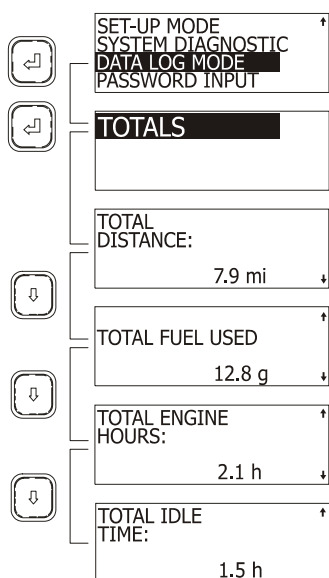 SET-UP MODE
SYSTEM DIAGNOSTIC
DATA LOG MODE
PASSWORD INPUT
TOTALS
TOTAL
DISTANCE:
7.9 mi
TOTAL FUEL USED
12.8 g
TOTAL ENGINE
HOURS:
2.1 h
TOTAL IDLE
TIME:
1.5 h